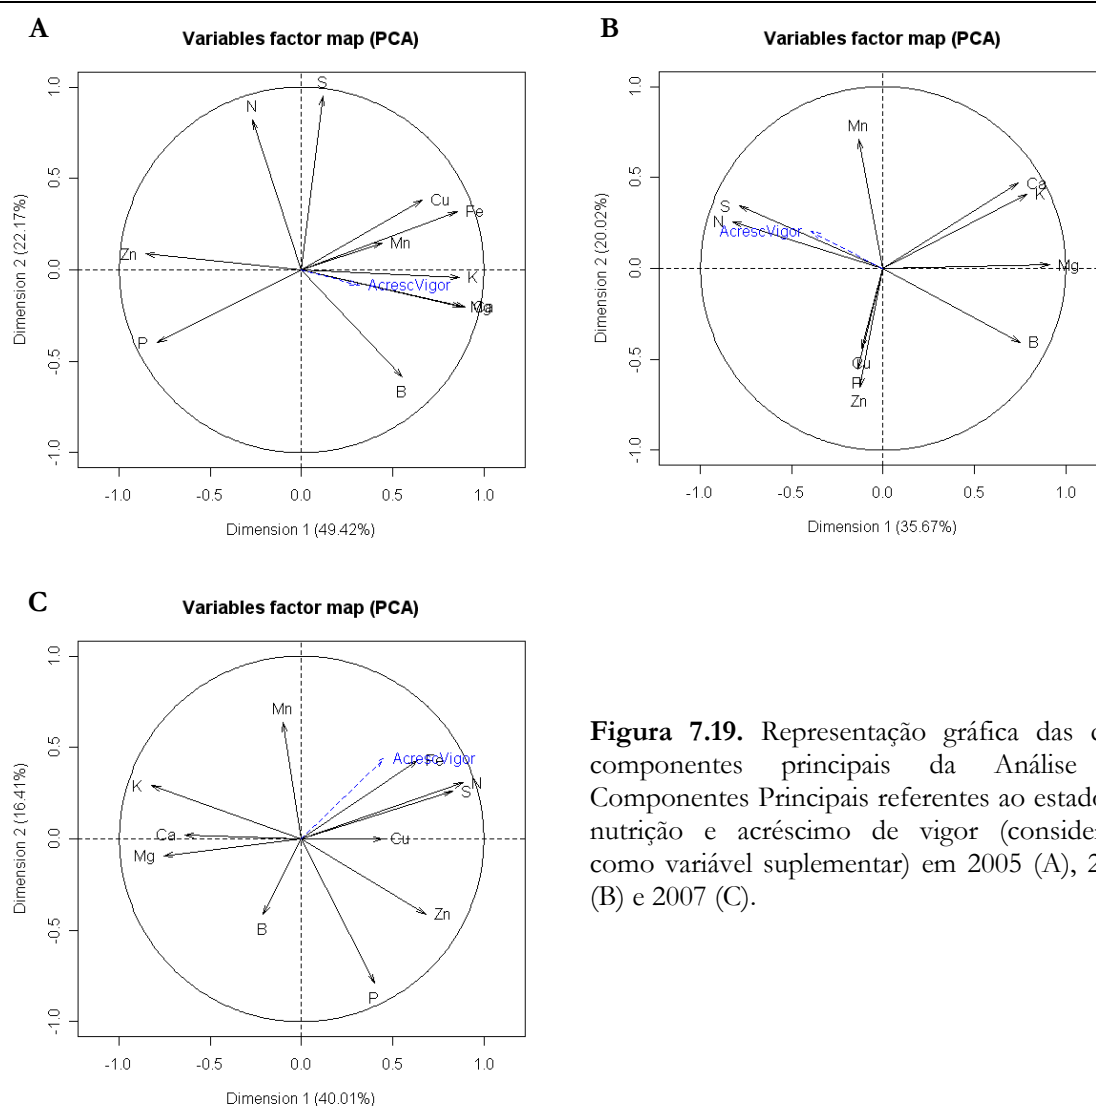 A
Variables factor map (PCA)
Dimension 2 (22.17%)
1.0
0.5
0.0
-0.5
-1.0
S
N
Cu
Fe
Mn
Zn
K
AcrescVigor
Mg
Ca
P
B
-1.0 -0.5 0.0 0.5 1.0
Dimension 1 (49.42%)
B
Variables factor map (PCA)
Dimension 2 (20.02%)
1.0
0.5
0.0
-0.5
-1.0
Mn
Ca
K
S
N
AcrescVigor
Mg
B
Cu
P
Zn
-1.0 -0.5 0.0 0.5 1.0
Dimension 1 (35.67%)
C
Variables factor map (PCA)
Dimension 2 (16.41%)
1.0
0.5
0.0
-0.5
-1.0
Mn
AcrescVigor
Fe
K
N
S
Ca
Cu
Mg
Zn
B
P
-1.0 -0.5 0.0 0.5 1.0
Dimension 1 (40.01%)
Figura 7.19. Representação gráfica das
componentes principais da Análise
Componentes Principais referentes ao estado
nutrição e acréscimo de vigor
como variável suplementar) em 2005 (A),
(B) e 2007 (C).